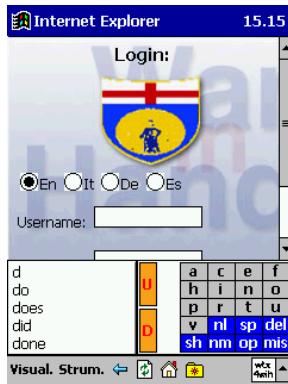 Internet Explorer 15.15
Login:
En It De Es
Username:
d
do
does
did
done
U
D
a c e f
h i n o
p r t u
v nl sp del
sh nm op mis
Visual. Strum.
wtx